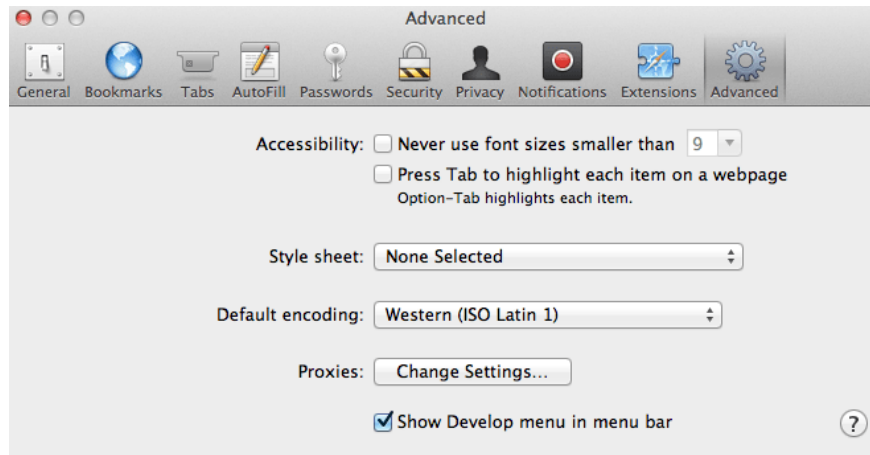 Advanced
General Bookmarks Tabs AutoFill Passwords Security Privacy Notifications Extensions Advanced
Accessibility: Never use font sizes smaller than 9
Press Tab to highlight each item on a webpage
Option-Tab highlights each item.
Style sheet: None Selected
Default encoding: Western (ISO Latin 1)
Proxies: Change Settings...
Show Develop menu in menu bar ?